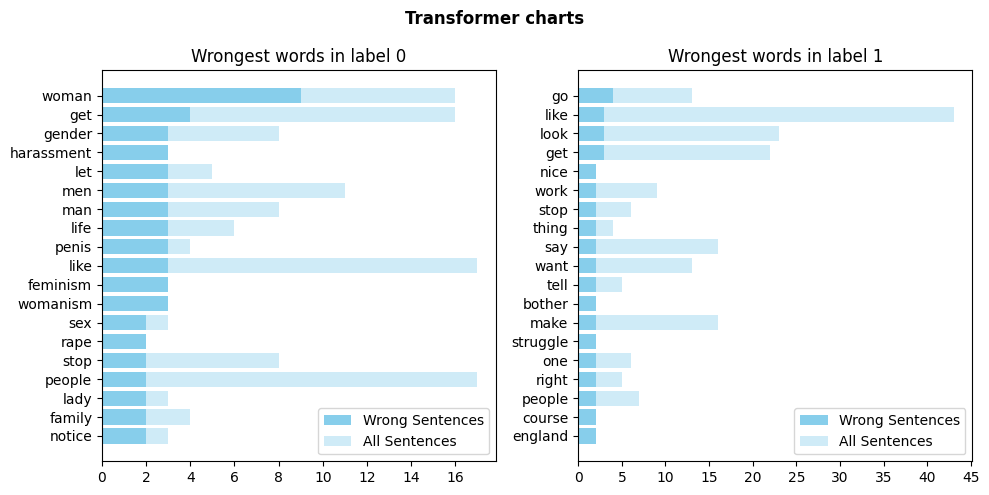 Transformer charts
Wrongest words in label 0
woman
get
gender
harassment
let
men
man
life
penis
like
feminism
womanism
sex
rape
stop
people
lady
family
notice
Wrong Sentences
All Sentences
0 2 4 6 8 10 12 14 16
Wrongest words in label 1
go
like
look
get
nice
work
stop
thing
say
want
tell
bother
make
struggle
one
right
people
course
england
Wrong Sentences
All Sentences
0 5 10 15 20 25 30 35 40 45